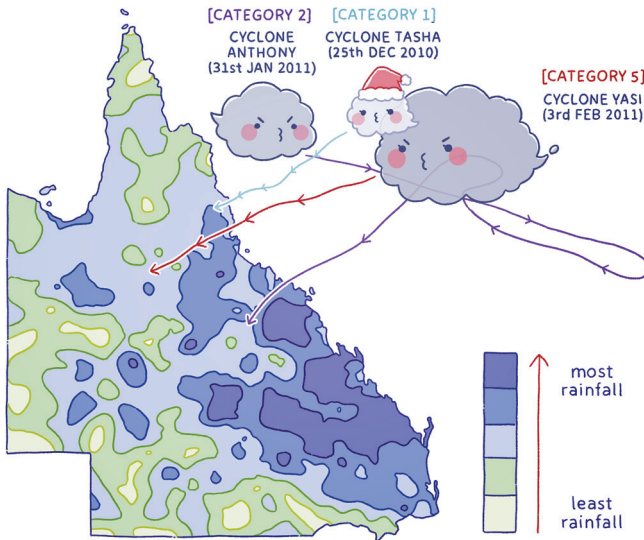 [CATEGORY 2]
CYCLONE
ANTHONY
(31st JAN 2011)
[CATEGORY 1]
CYCLONE TASHA
(25th DEC 2010)
[CATEGORY 5]
CYCLONE YASI
(3rd FEB 2011)
most
rainfall
least
rainfall